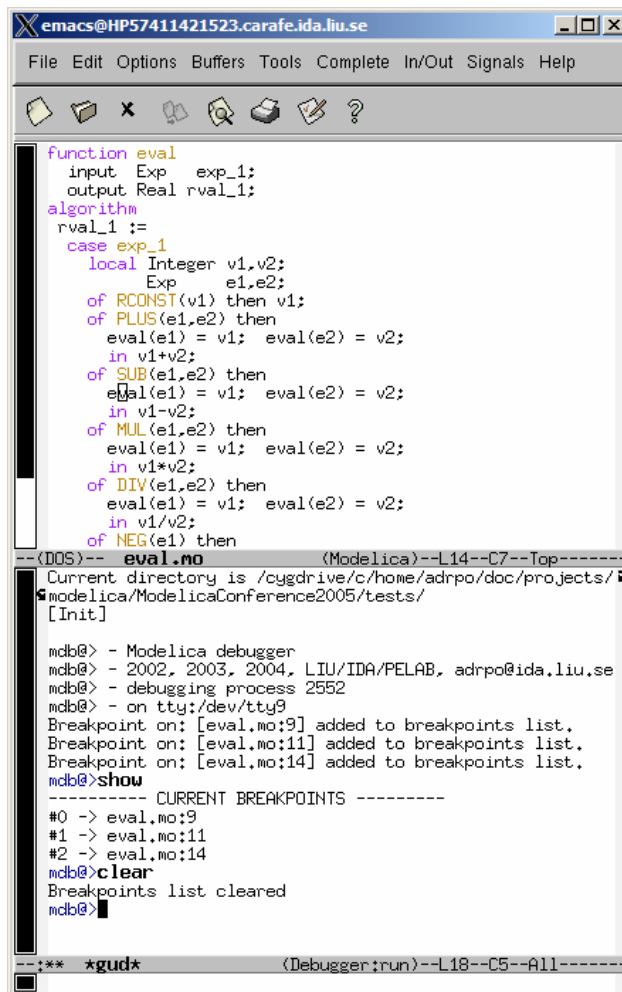 emacs@HP57411421523.carafe.ida.liu.se
File Edit Options Buffers Tools Complete In/Out Signals Help
function eval
  input  Exp   exp_1;
  output Real rval_1;
algorithm
 rval_1 :=
  case exp_1
    local Integer v1,v2;
          Exp     e1,e2;
    of RCONST(v1) then v1;
    of PLUS(e1,e2) then
      eval(e1) = v1;  eval(e2) = v2;
      in v1+v2;
    of SUB(e1,e2) then
      eval(e1) = v1;  eval(e2) = v2;
      in v1-v2;
    of MUL(e1,e2) then
      eval(e1) = v1;  eval(e2) = v2;
      in v1*v2;
    of DIV(e1,e2) then
      eval(e1) = v1;  eval(e2) = v2;
      in v1/v2;
    of NEG(e1) then
--(DOS)--  eval.mo            (Modelica)--L14--C7--Top-------
Current directory is /cygdrive/c/home/adrpo/doc/projects/
modelica/ModelicaConference2005/tests/
[Init]
mdb@> - Modelica debugger
mdb@> - 2002, 2003, 2004, LIU/IDA/PELAB, adrpo@ida.liu.se
mdb@> - debugging process 2552
mdb@> - on tty:/dev/tty9
Breakpoint on: [eval.mo:9] added to breakpoints list.
Breakpoint on: [eval.mo:11] added to breakpoints list.
Breakpoint on: [eval.mo:14] added to breakpoints list.
mdb@>show
---------- CURRENT BREAKPOINTS ---------
#0 -> eval.mo:9
#1 -> eval.mo:11
#2 -> eval.mo:14
mdb@>clear
Breakpoints list cleared
mdb@>
--:**  *gud*              (Debugger:run)--L18--C5--All-------